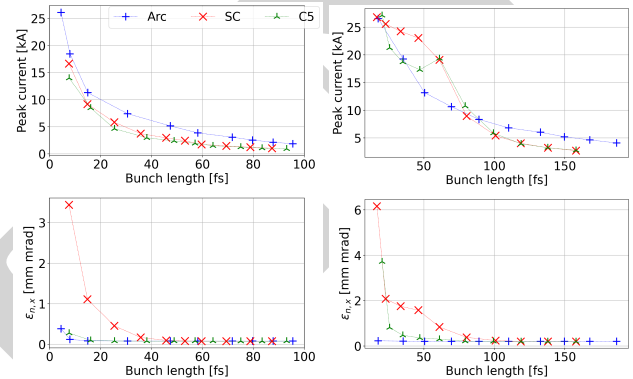 Arc SC C5
Peak current [kA]
25
20
15
10
5
0
0 20 40 60 80 100
Bunch length [fs]
Peak current [kA]
25
20
15
10
5
50 100 150
Bunch length [fs]
εn,x [mm mrad]
3
2
1
0
0 20 40 60 80 100
Bunch length [fs]
εn,x [mm mrad]
6
4
2
0
50 100 150
Bunch length [fs]